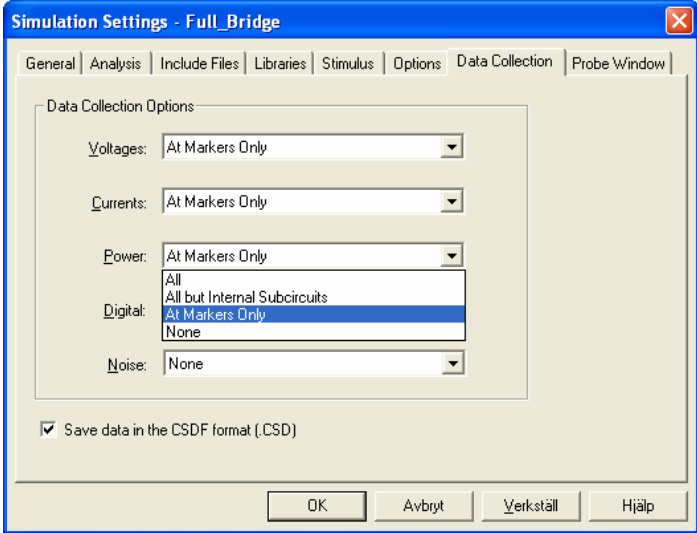 Simulation Settings - Full_Bridge
General Analysis Include Files Libraries Stimulus Options Data Collection Probe Window
Data Collection Options
Voltages: At Markers Only
Currents: At Markers Only
Power: At Markers Only
All
All but Internal Subcircuits
Digital: At Markers Only
None
Noise: None
Save data in the CSDF format (.CSD)
OK Avbryt Verkställ Hjälp